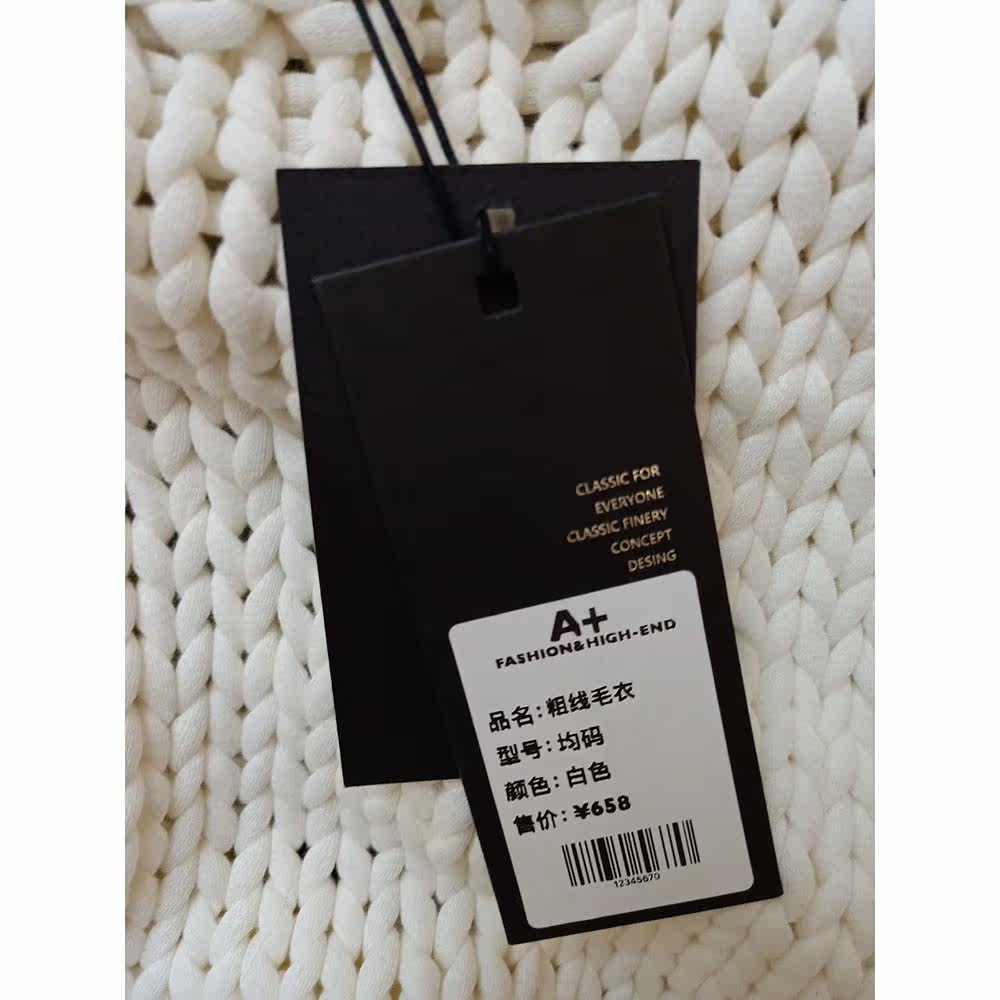 CLASSIC FOR
EVERYONE
CLASSIC FINERY
CONCEPT
DESING
A+
FASHION&HIGH-END
品名:粗线毛衣
型号:均码
颜色:白色
售价:¥658
12345670